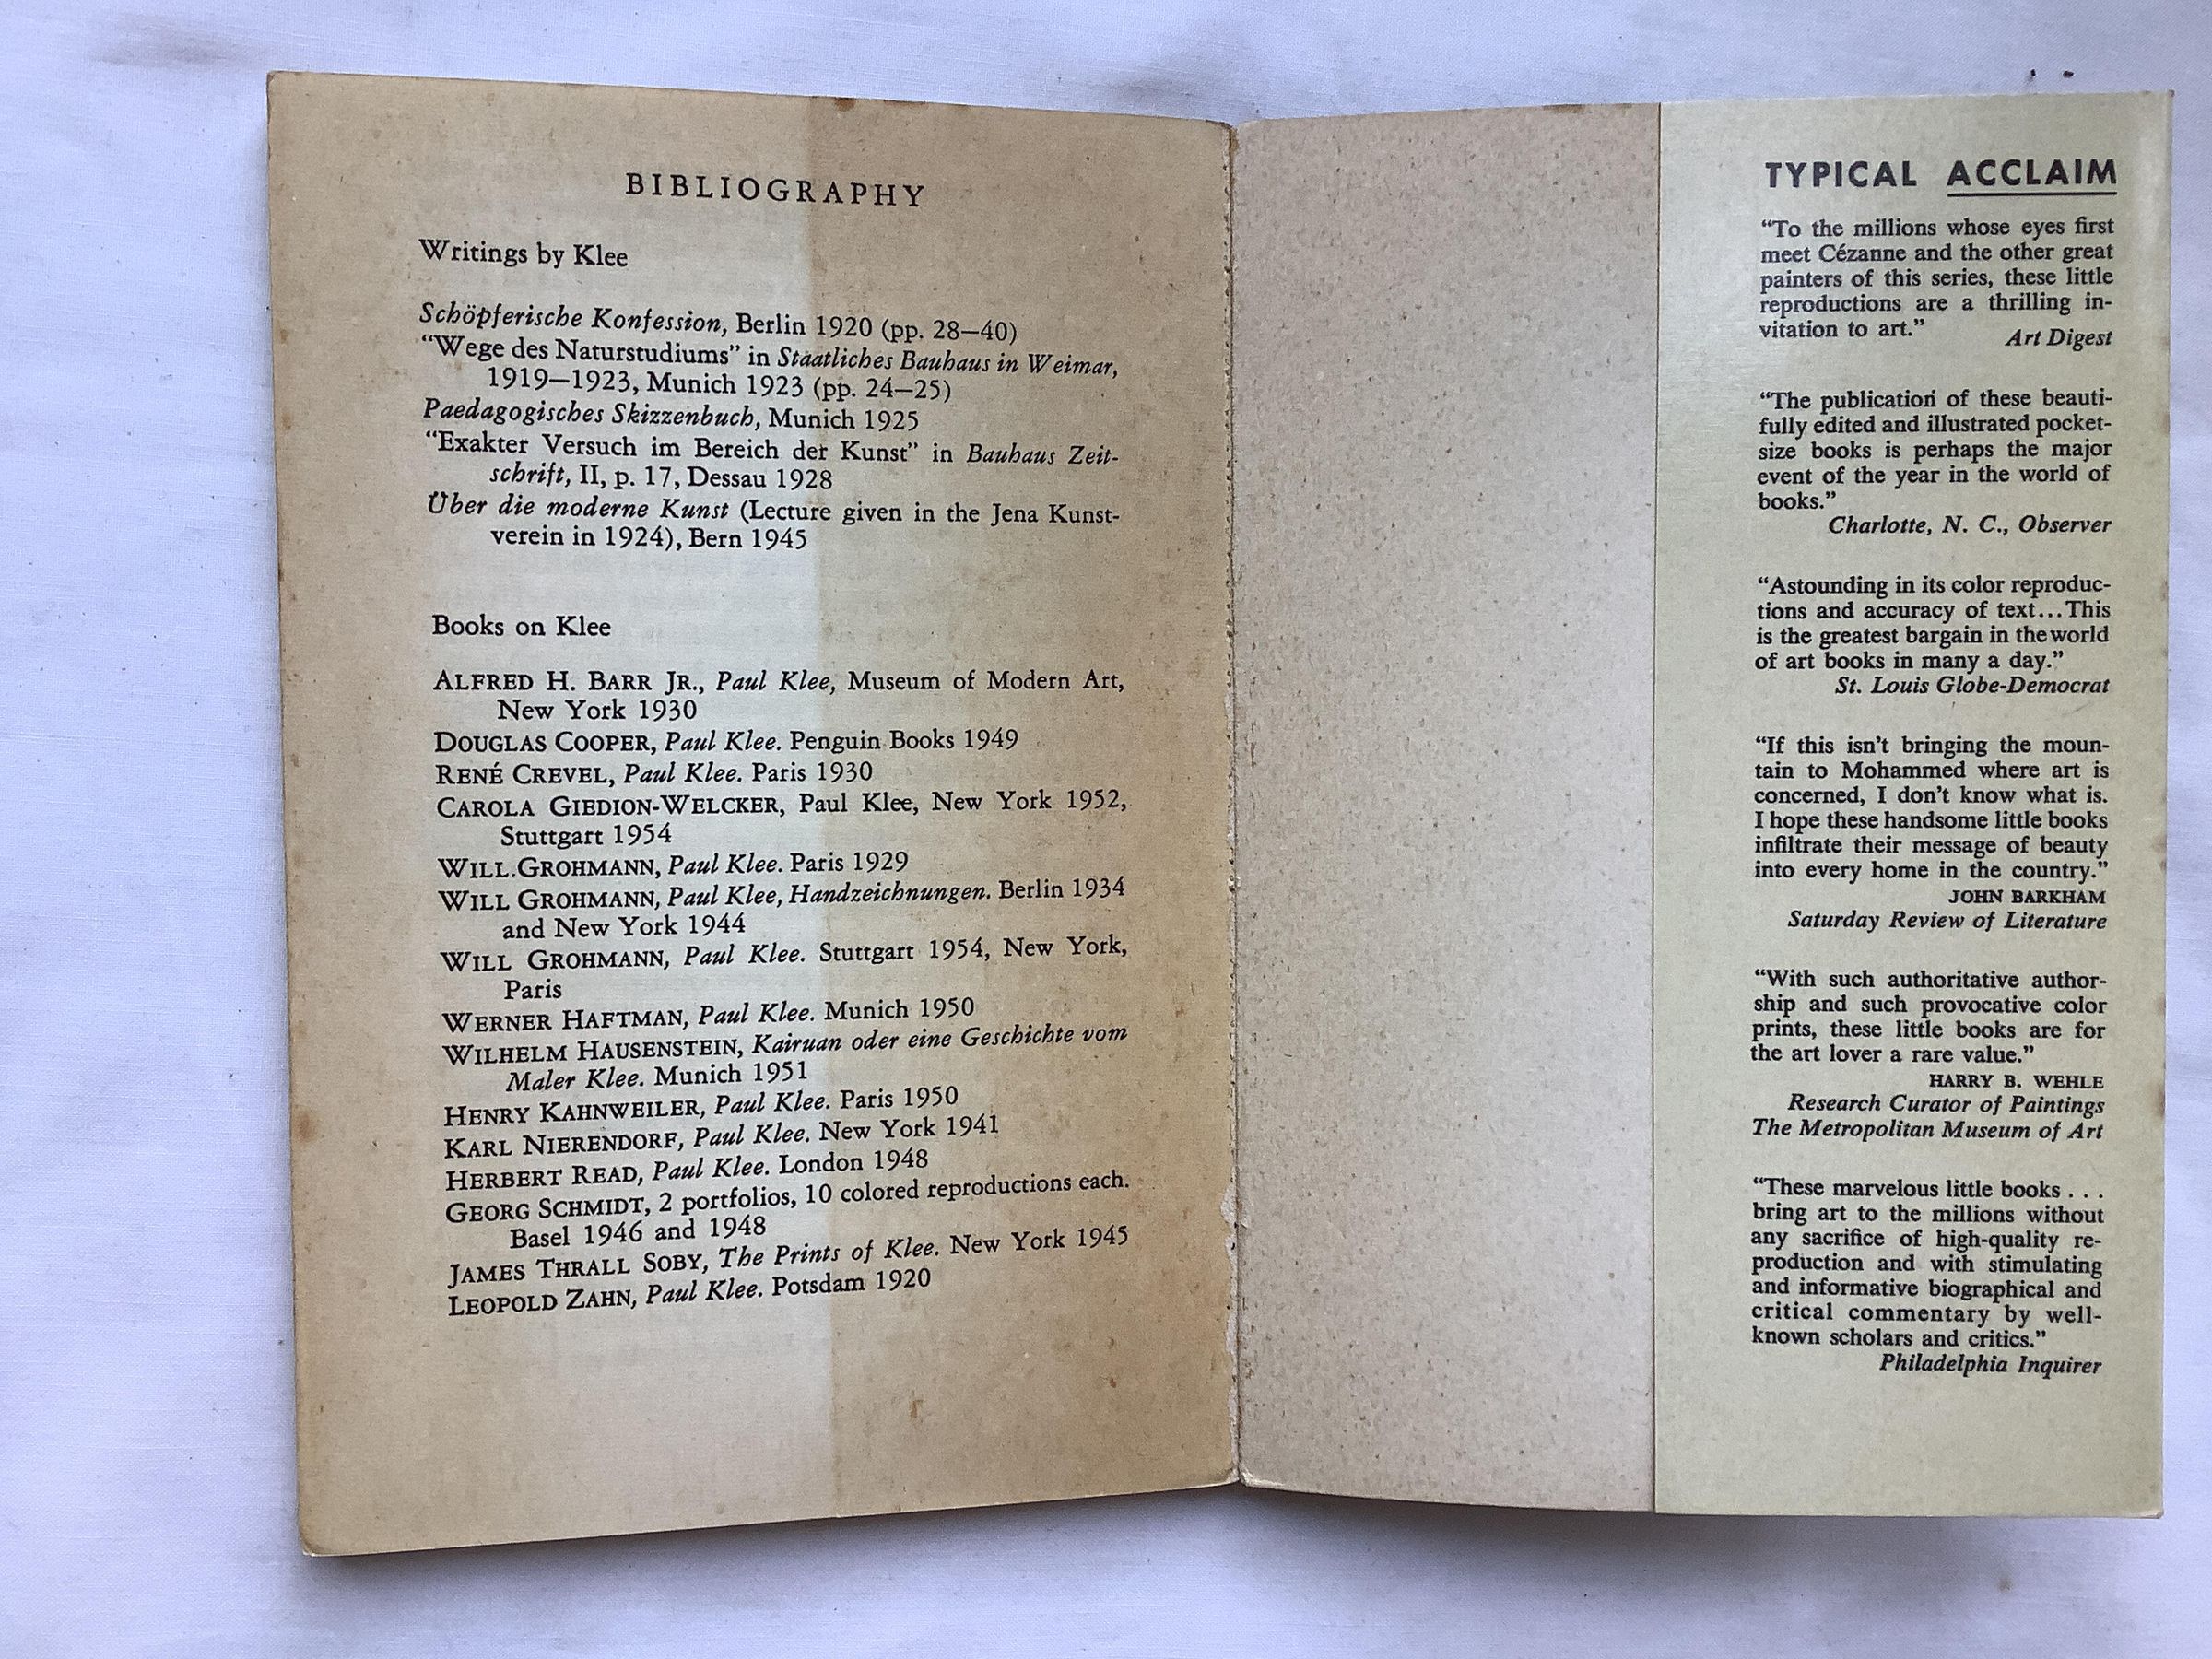 BIBLIOGRAPHY
Writings by Klee
Schöpferische Konfession, Berlin 1920 (pp. 28–40)
“Wege des Naturstudiums” in Staatliches Bauhaus in Weimar,
1919–1923, Munich 1923 (pp. 24–25)
Paedagogisches Skizzenbuch, Munich 1925
“Exakter Versuch im Bereich der Kunst” in Bauhaus Zeit-
schrift, II, p. 17, Dessau 1928
Über die moderne Kunst (Lecture given in the Jena Kunst-
verein in 1924), Bern 1945
Books on Klee
ALFRED H. BARR JR., Paul Klee, Museum of Modern Art,
New York 1930
DOUGLAS COOPER, Paul Klee. Penguin Books 1949
RENÉ CREVEL, Paul Klee. Paris 1930
CAROLA GIEDION-WELCKER, Paul Klee, New York 1952,
Stuttgart 1954
WILL GROHMANN, Paul Klee. Paris 1929
WILL GROHMANN, Paul Klee, Handzeichnungen. Berlin 1934
and New York 1944
WILL GROHMANN, Paul Klee. Stuttgart 1954, New York,
Paris
WERNER HAFTMAN, Paul Klee. Munich 1950
WILHELM HAUSENSTEIN, Kairuan oder eine Geschichte vom
Maler Klee. Munich 1951
HENRY KAHNWEILER, Paul Klee. Paris 1950
KARL NIERENDORF, Paul Klee. New York 1941
HERBERT READ, Paul Klee. London 1948
GEORG SCHMIDT, 2 portfolios, 10 colored reproductions each.
Basel 1946 and 1948
JAMES THRALL SOBY, The Prints of Klee. New York 1945
LEOPOLD ZAHN, Paul Klee. Potsdam 1920
TYPICAL ACCLAIM
“To the millions whose eyes first
meet Cézanne and the other great
painters of this series, these little
reproductions are a thrilling in-
vitation to art.”
Art Digest
“The publication of these beauti-
fully edited and illustrated pocket-
size books is perhaps the major
event of the year in the world of
books.”
Charlotte, N. C., Observer
“Astounding in its color reproduc-
tions and accuracy of text...This
is the greatest bargain in the world
of art books in many a day.”
St. Louis Globe-Democrat
“If this isn’t bringing the moun-
tain to Mohammed where art is
concerned, I don’t know what is.
I hope these handsome little books
infiltrate their message of beauty
into every home in the country.”
JOHN BARKHAM
Saturday Review of Literature
“With such authoritative author-
ship and such provocative color
prints, these little books are for
the art lover a rare value.”
HARRY B. WEHLE
Research Curator of Paintings
The Metropolitan Museum of Art
“These marvelous little books . . .
bring art to the millions without
any sacrifice of high-quality re-
production and with stimulating
and informative biographical and
critical commentary by well-
known scholars and critics.”
Philadelphia Inquirer